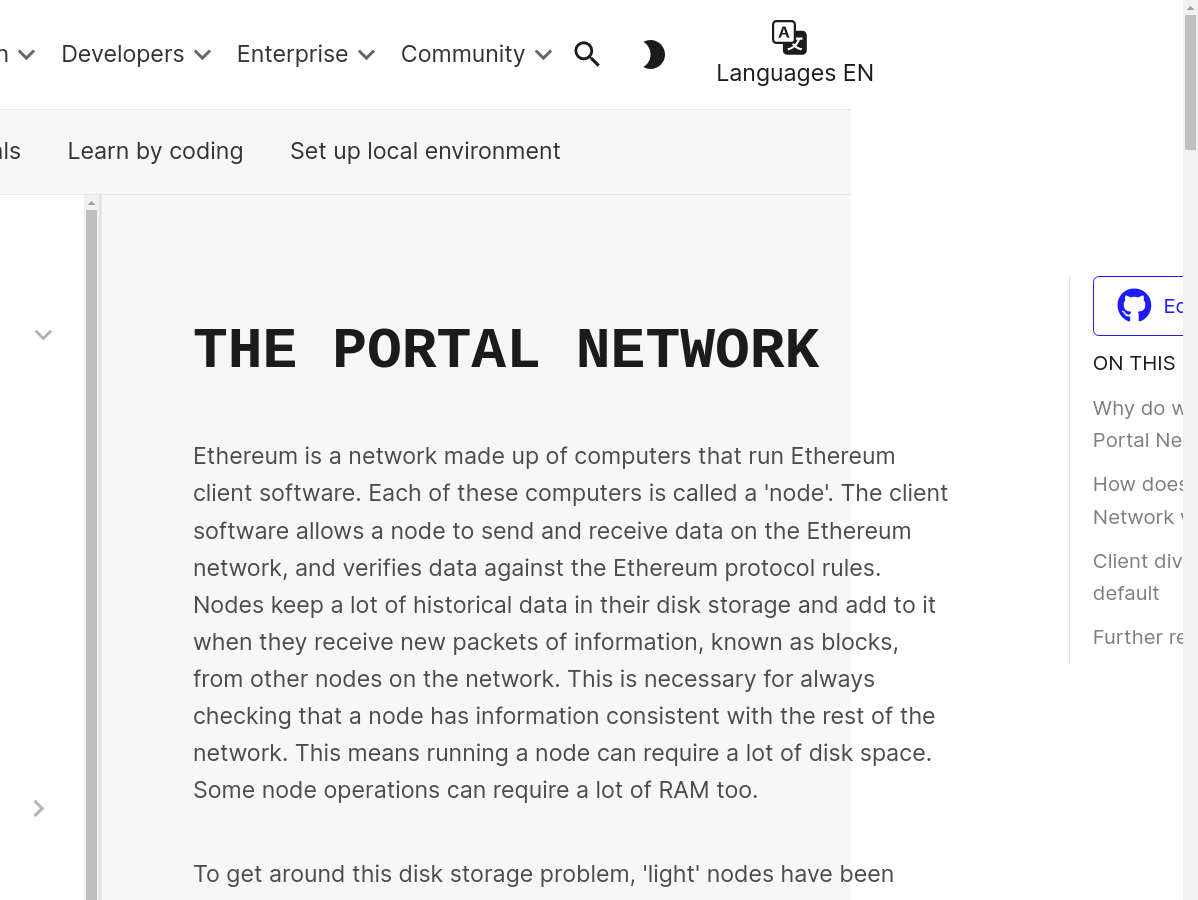 Developers
Enterprise
Community
Languages EN
Learn by coding
Set up local environment
THE PORTAL NETWORK
Ethereum is a network made up of computers that run Ethereum
client software. Each of these computers is called a 'node'. The client
software allows a node to send and receive data on the Ethereum
network, and verifies data against the Ethereum protocol rules.
Nodes keep a lot of historical data in their disk storage and add to it
when they receive new packets of information, known as blocks,
from other nodes on the network. This is necessary for always
checking that a node has information consistent with the rest of the
network. This means running a node can require a lot of disk space.
Some node operations can require a lot of RAM too.
To get around this disk storage problem, 'light' nodes have been
ON THIS
Why do
Portal
How does
Network
Client
default
Further